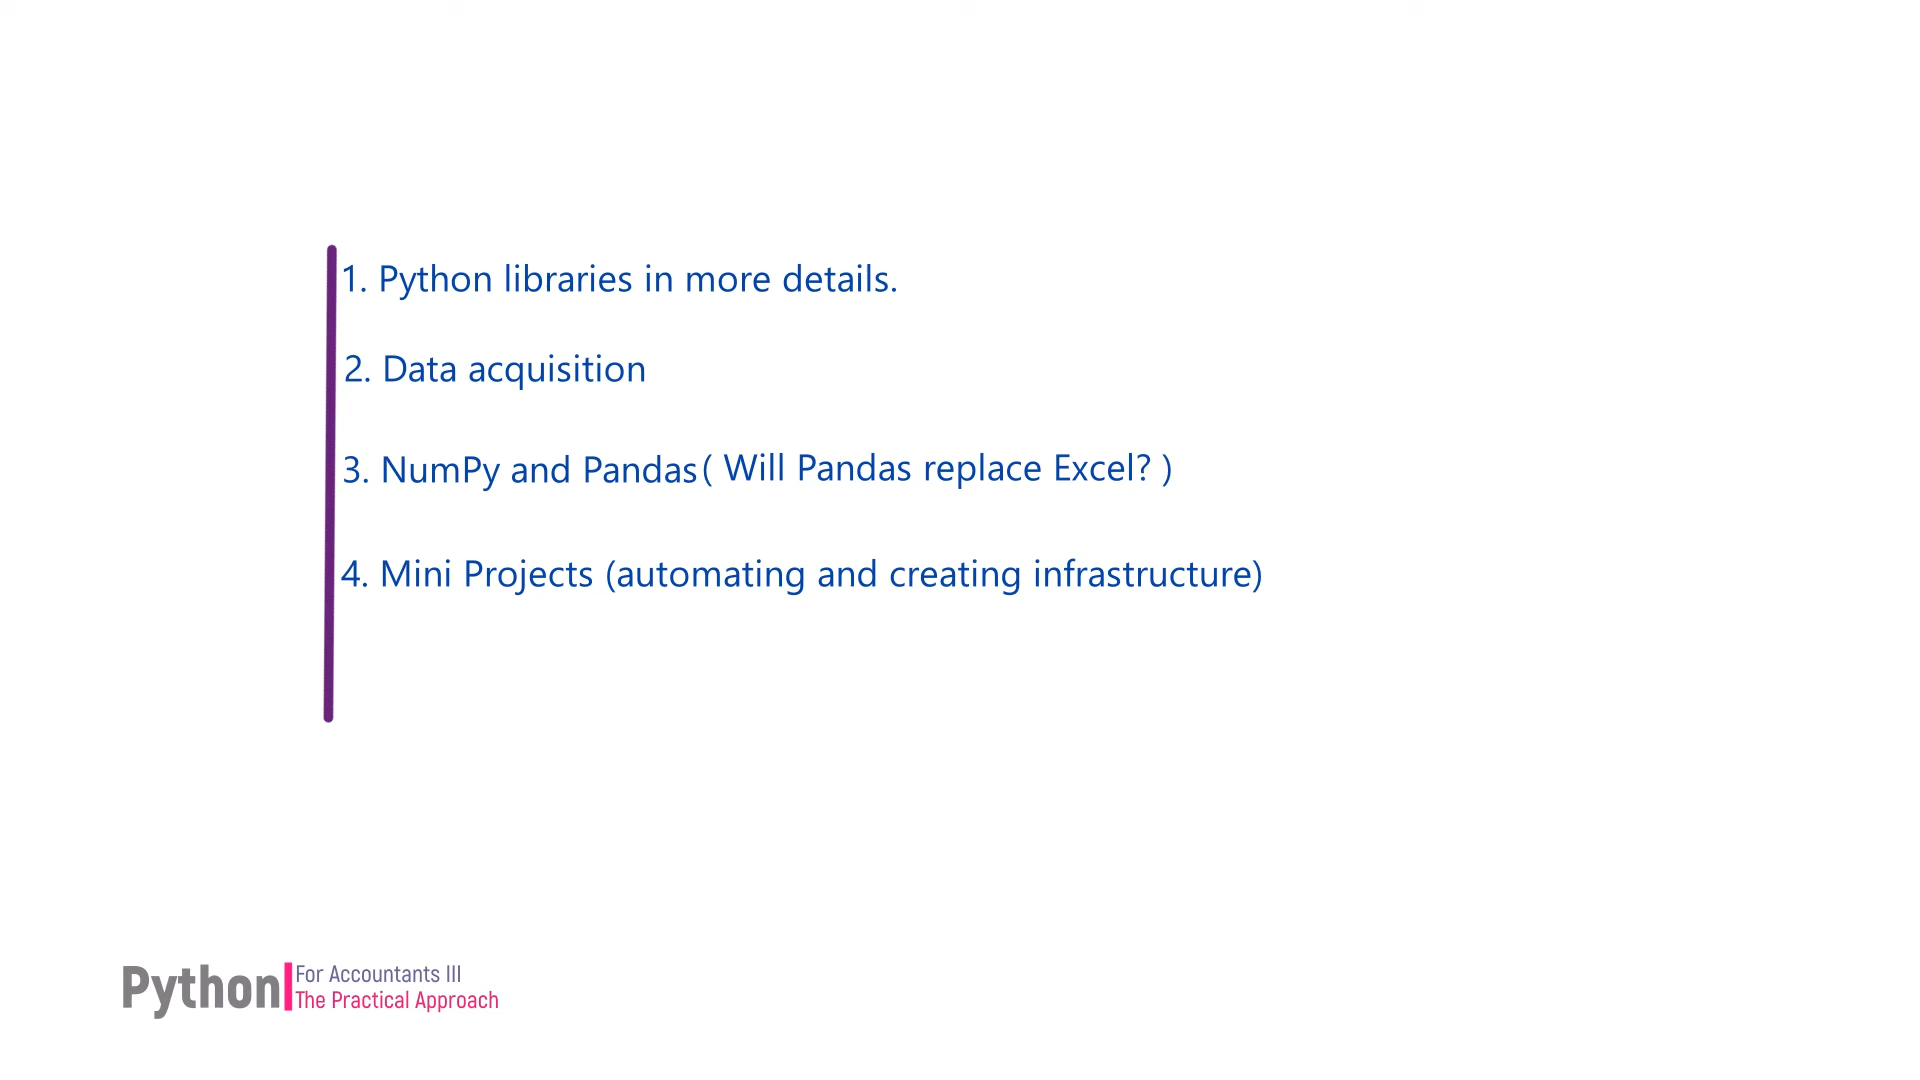 1. Python libraries in more details.
2. Data acquisition
3. NumPy and Pandas ( Will Pandas replace Excel? )
4. Mini Projects (automating and creating infrastructure)
Python
For Accountants III
The Practical Approach